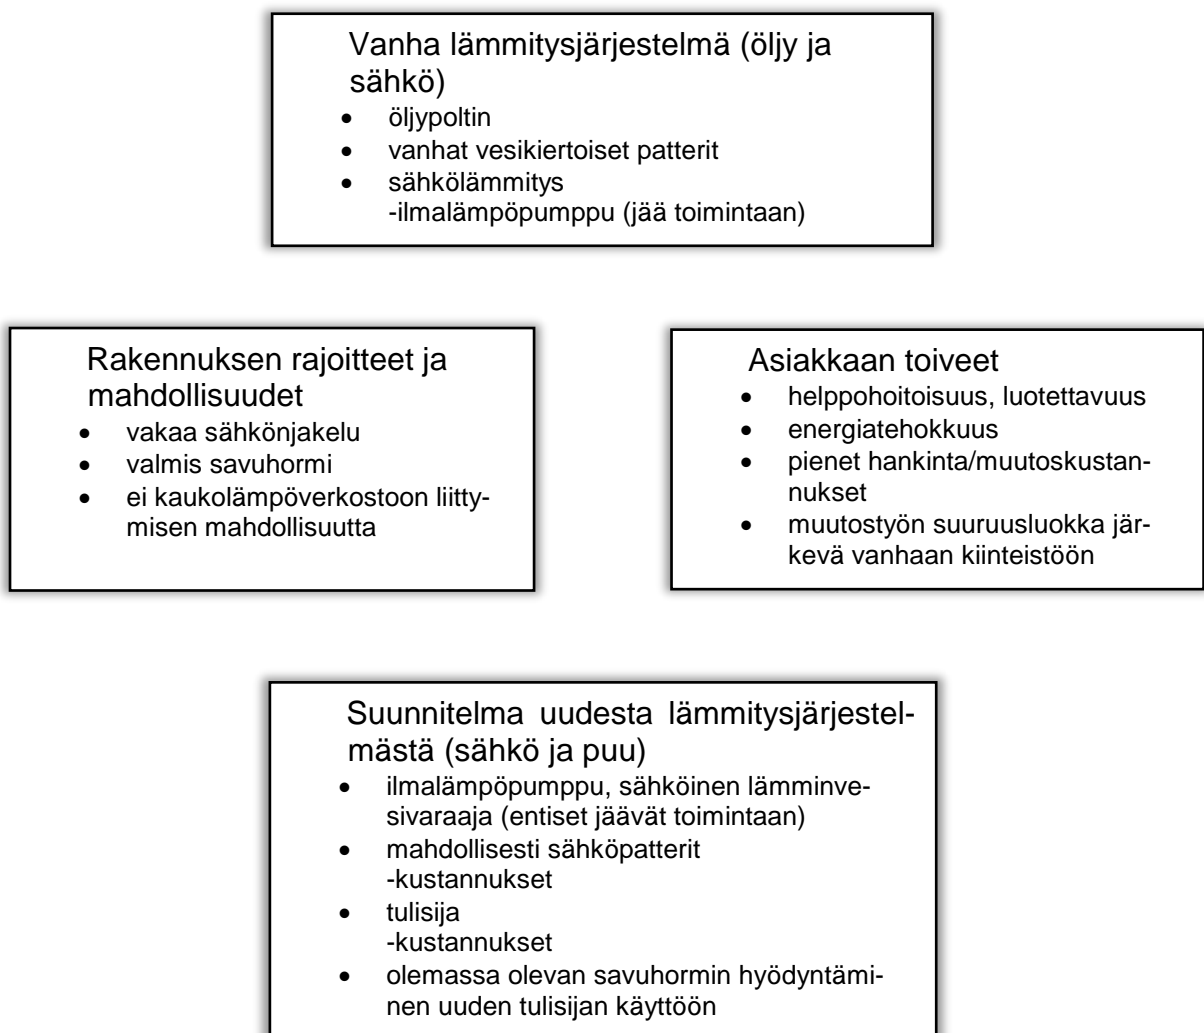 Vanha lämmitysjärjestelmä (öljy ja
sähkö)
• öljypoltin
• vanhat vesikiertoiset patterit
• sähkölämmitys
-ilmalämpöpumppu (jää toimintaan)
Rakennuksen rajoitteet ja
mahdollisuudet
• vakaa sähkönjakelu
• valmis savuhormi
• ei kaukolämpöverkostoon liitty-
misen mahdollisuutta
Asiakkaan toiveet
• helppohoitoisuus, luotettavuus
• energiatehokkuus
• pienet hankinta/muutoskustan-
nukset
• muutostyön suuruusluokka jär-
kevä vanhaan kiinteistöön
Suunnitelma uudesta lämmitysjärjestel-
mästä (sähkö ja puu)
• ilmalämpöpumppu, sähköinen lämminve-
sivaraaja (entiset jäävät toimintaan)
• mahdollisesti sähköpatterit
-kustannukset
• tulisija
-kustannukset
• olemassa olevan savuhormin hyödyntämi-
nen uuden tulisijan käyttöön